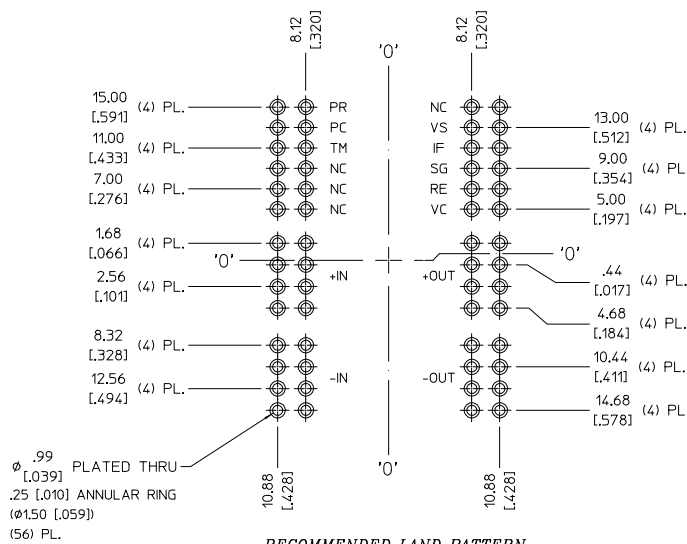 8.12
[.320]
'0'
8.12
[.320]
15.00
[.591] (4) PL.
11.00
[.433] (4) PL.
7.00
[.276] (4) PL.
1.68
[.066] (4) PL.
'0'
2.56
[.101] (4) PL.
8.32
[.328] (4) PL.
12.56
[.494] (4) PL.
PR
PC
TM
NC
NC
NC
+IN
-IN
NC
VS
IF
SG
RE
VC
+OUT
-OUT
13.00
[.512] (4) PL.
9.00
[.354] (4) PL.
5.00
[.197] (4) PL.
'0'
.44
[.017] (4) PL.
4.68
[.184] (4) PL.
10.44
[.411] (4) PL.
14.68
[.578] (4) PL
ø .99
[.039] PLATED THRU
.25 [.010] ANNULAR RING
(ø1.50 [.059])
(56) PL.
10.88
[.428]
'0'
10.88
[.428]
RECOMMENDED LAND PATTERN